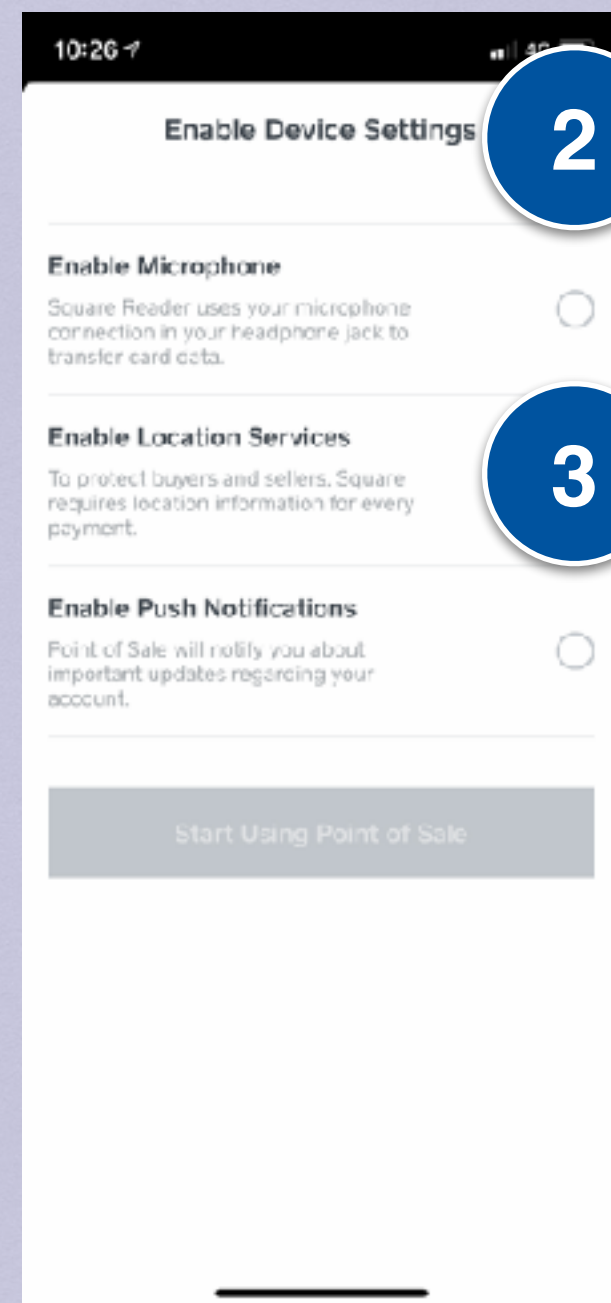 10:26
4G
2
Enable Device Settings
Enable Microphone
Square Reader uses your microphone
connection in your headphone jack to
transfer card data.
Enable Location Services
3
To protect buyers and sellers, Square
requires location information for every
payment.
Enable Push Notifications
Point of Sale will notify you about
important updates regarding your
account.
Start Using Point of Sale